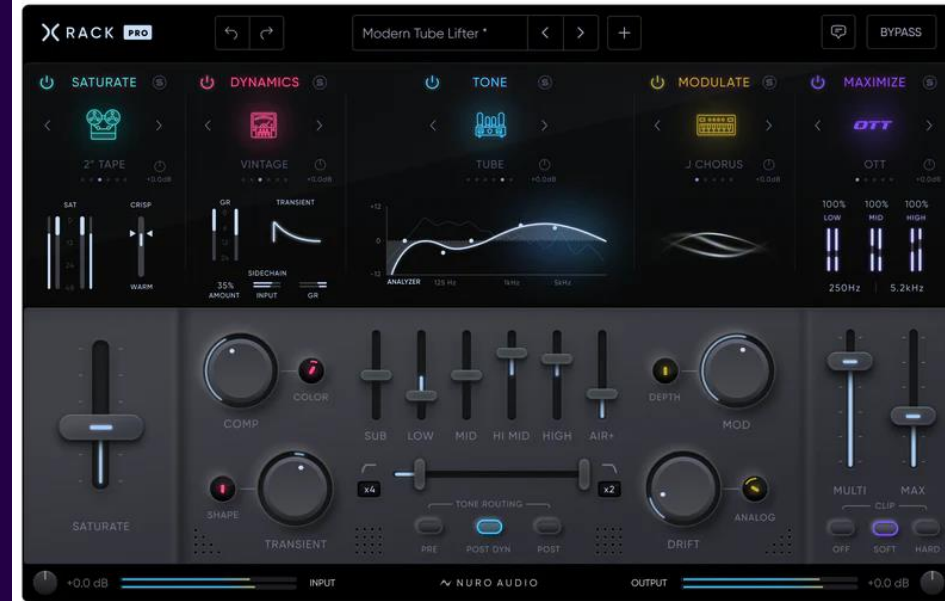 X RACK PRO
Modern Tube Lifter *
BYPASS
SATURATE S
DYNAMICS S
TONE S
MODULATE S
MAXIMIZE S
OTT
2" TAPE
+0.0dB
VINTAGE
+0.0dB
TUBE
+0.0dB
J CHORUS
+0.0dB
OTT
+0.0dB
SAT
CRISP
WARM
GR
TRANSIENT
SIDECHAIN
35%
AMOUNT
INPUT
GR
+12
0
-12
ANALYZER 125 Hz 1kHz 5kHz
100% 100% 100%
LOW MID HIGH
250Hz 5.2kHz
SATURATE
COMP
COLOR
SHAPE
TRANSIENT
SUB LOW MID HI MID HIGH AIR+
x4
x2
TONE ROUTING
PRE POST DYN POST
DEPTH
MOD
ANALOG
DRIFT
MULTI MAX
CLIP
OFF SOFT HARD
+0.0 dB
INPUT
NURO AUDIO
OUTPUT
+0.0 dB